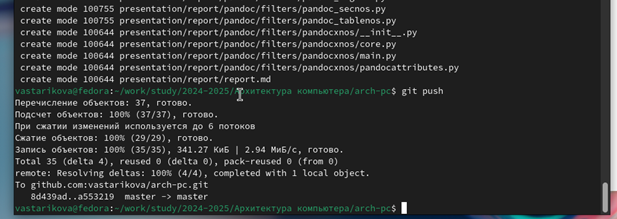 create mode 100755 presentation/report/pandoc/filters/pandoc_secnos.py
create mode 100755 presentation/report/pandoc/filters/pandoc_tablenos.py
create mode 100644 presentation/report/pandoc/filters/pandocxnos/__init__.py
create mode 100644 presentation/report/pandoc/filters/pandocxnos/core.py
create mode 100644 presentation/report/pandoc/filters/pandocxnos/main.py
create mode 100644 presentation/report/pandoc/filters/pandocxnos/pandocattributes.py
create mode 100644 presentation/report/report.md
vastarikova@fedora:~/work/study/2024-2025/Архитектура компьютера/arch-pc$ git push
Перечисление объектов: 37, готово.
Подсчет объектов: 100% (37/37), готово.
При сжатии изменений используется до 6 потоков
Сжатие объектов: 100% (29/29), готово.
Запись объектов: 100% (35/35), 341.27 КиБ | 2.94 МиБ/с, готово.
Total 35 (delta 4), reused 0 (delta 0), pack-reused 0 (from 0)
remote: Resolving deltas: 100% (4/4), completed with 1 local object.
To github.com:vastarikova/arch-pc.git
8d439ad..a553219  master -> master
vastarikova@fedora:~/work/study/2024-2025/Архитектура компьютера/arch-pc$